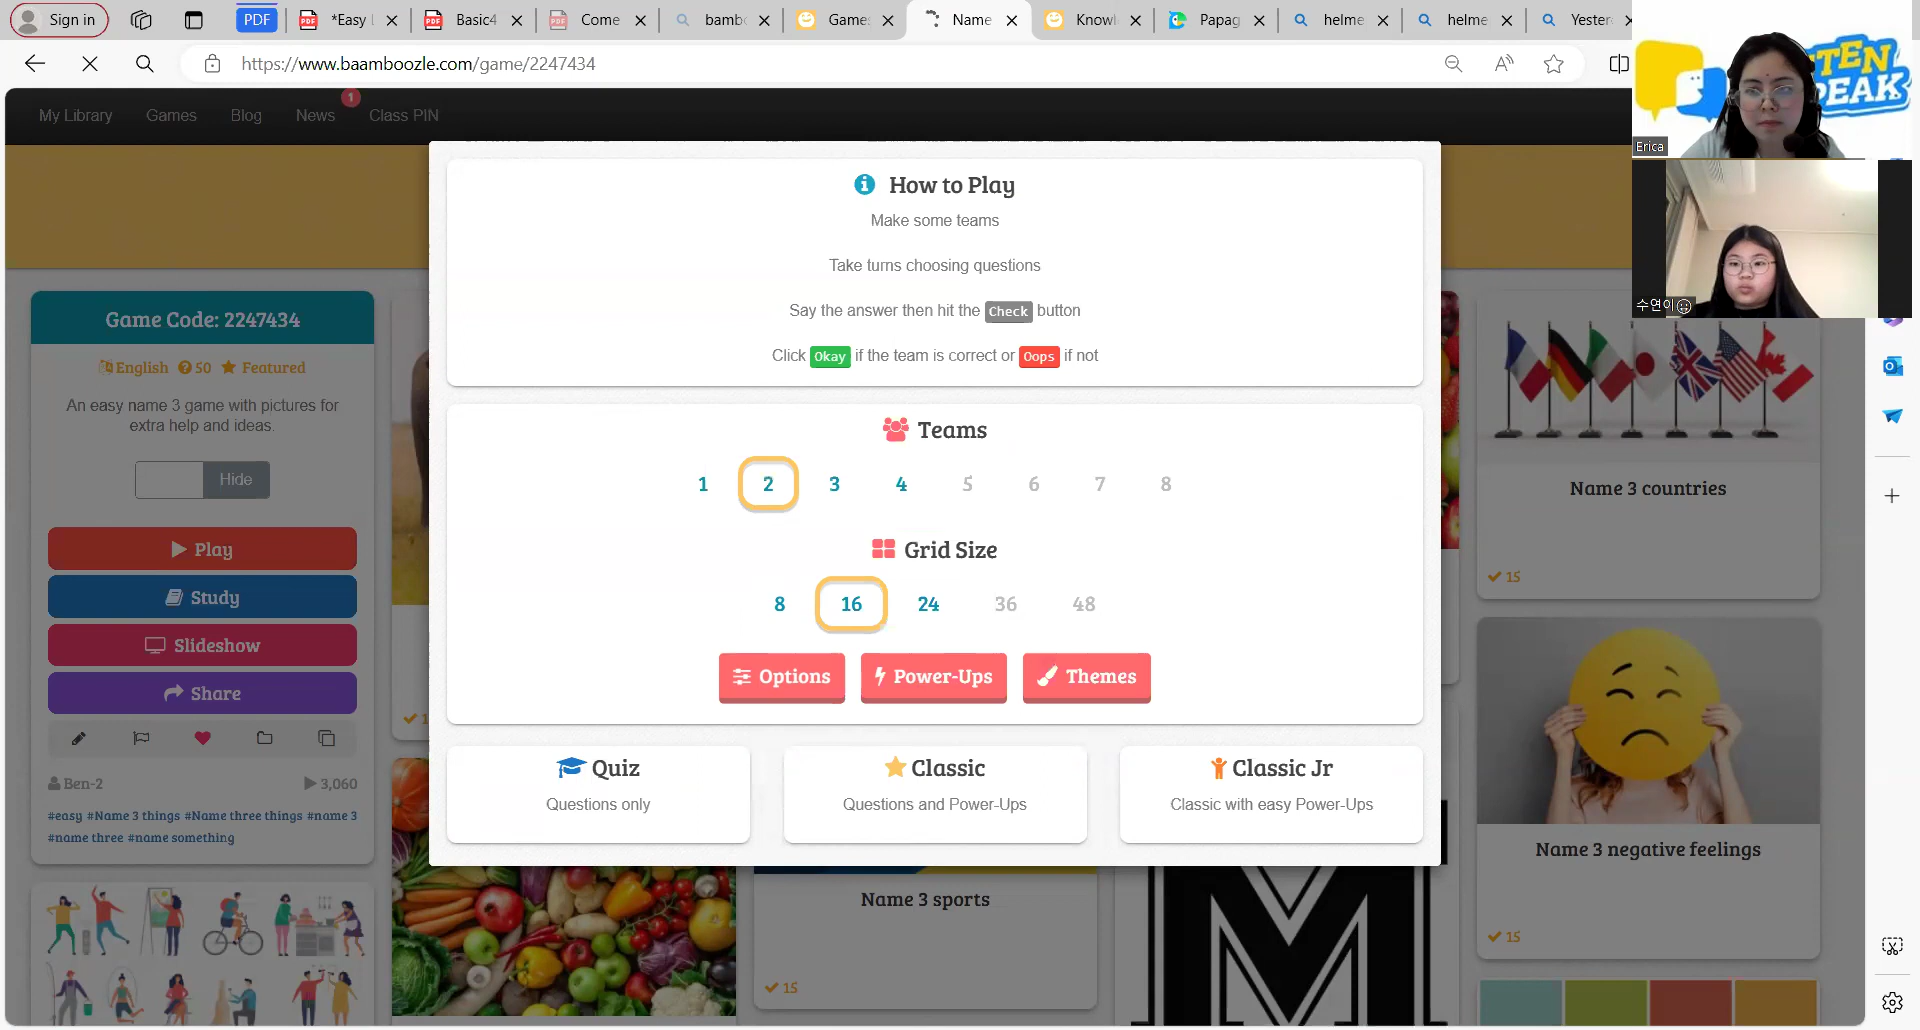 Sign in
PDF
*Easy
Basic4
Come
Game
Name
Papag
helme
helme
Yester
https://www.baamboozle.com/game/2247434
My Library
Games
Blog
News
1
Class PIN
TEN
PEAK
Erica
수연이
How to Play
Make some teams
Take turns choosing questions
Say the answer then hit the Check button
Click Okay if the team is correct or Oops if not
Teams
1 2 3 4 5 6 7 8
Grid Size
8 16 24 36 48
Options
Power-Ups
Themes
Quiz
Questions only
Classic
Questions and Power-Ups
Classic Jr
Classic with easy Power-Ups
Game Code: 2247434
English 50 Featured
An easy name 3 game with pictures for
extra help and ideas.
Hide
Play
Study
Slideshow
Share
Ben-2
3,060
#easy #Name 3 things #Name three things #name 3
#name three #name something
Name 3 countries
15
Name 3 negative feelings
15
Name 3 sports
15
M